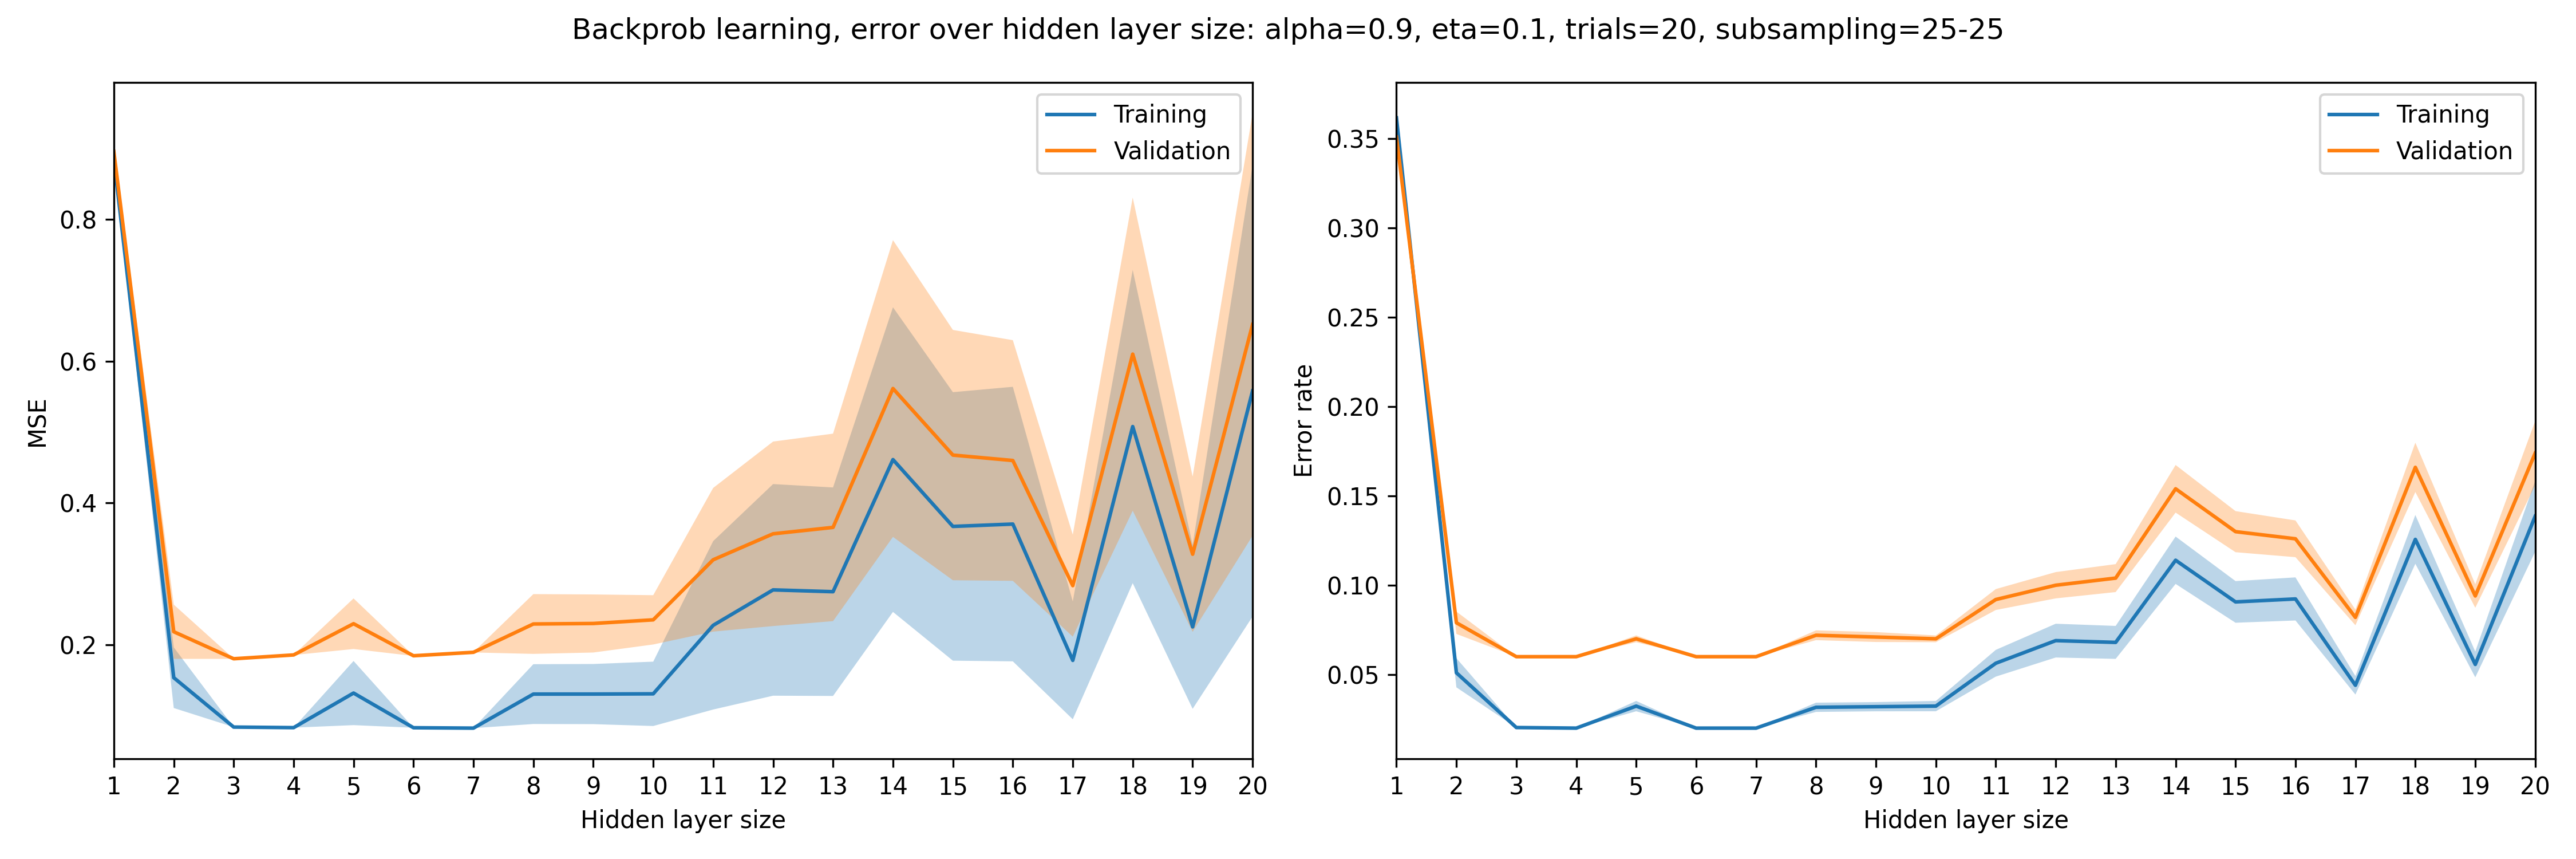 Backprob learning, error over hidden layer size: alpha=0.9, eta=0.1, trials=20, subsampling=25-25
Training
Validation
0.8
0.6
0.4
0.2
MSE
1 2 3 4 5 6 7 8 9 10 11 12 13 14 15 16 17 18 19 20
Hidden layer size
Training
Validation
0.35
0.30
0.25
0.20
0.15
0.10
0.05
Error rate
1 2 3 4 5 6 7 8 9 10 11 12 13 14 15 16 17 18 19 20
Hidden layer size